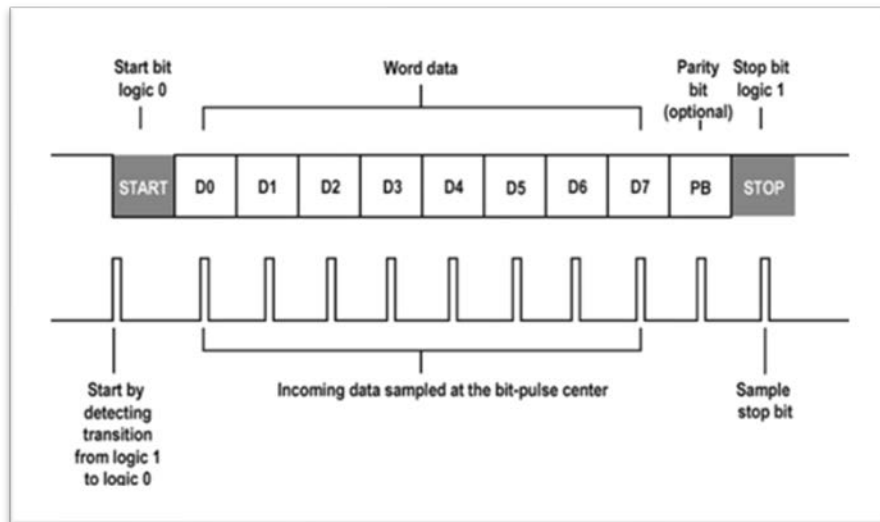 Start bit
logic 0
Word data
Parity
bit
(optional)
Stop bit
logic 1
START D0 D1 D2 D3 D4 D5 D6 D7 PB STOP
Start by
detecting
transition
from logic 1
to logic 0
Incoming data sampled at the bit-pulse center
Sample
stop bit